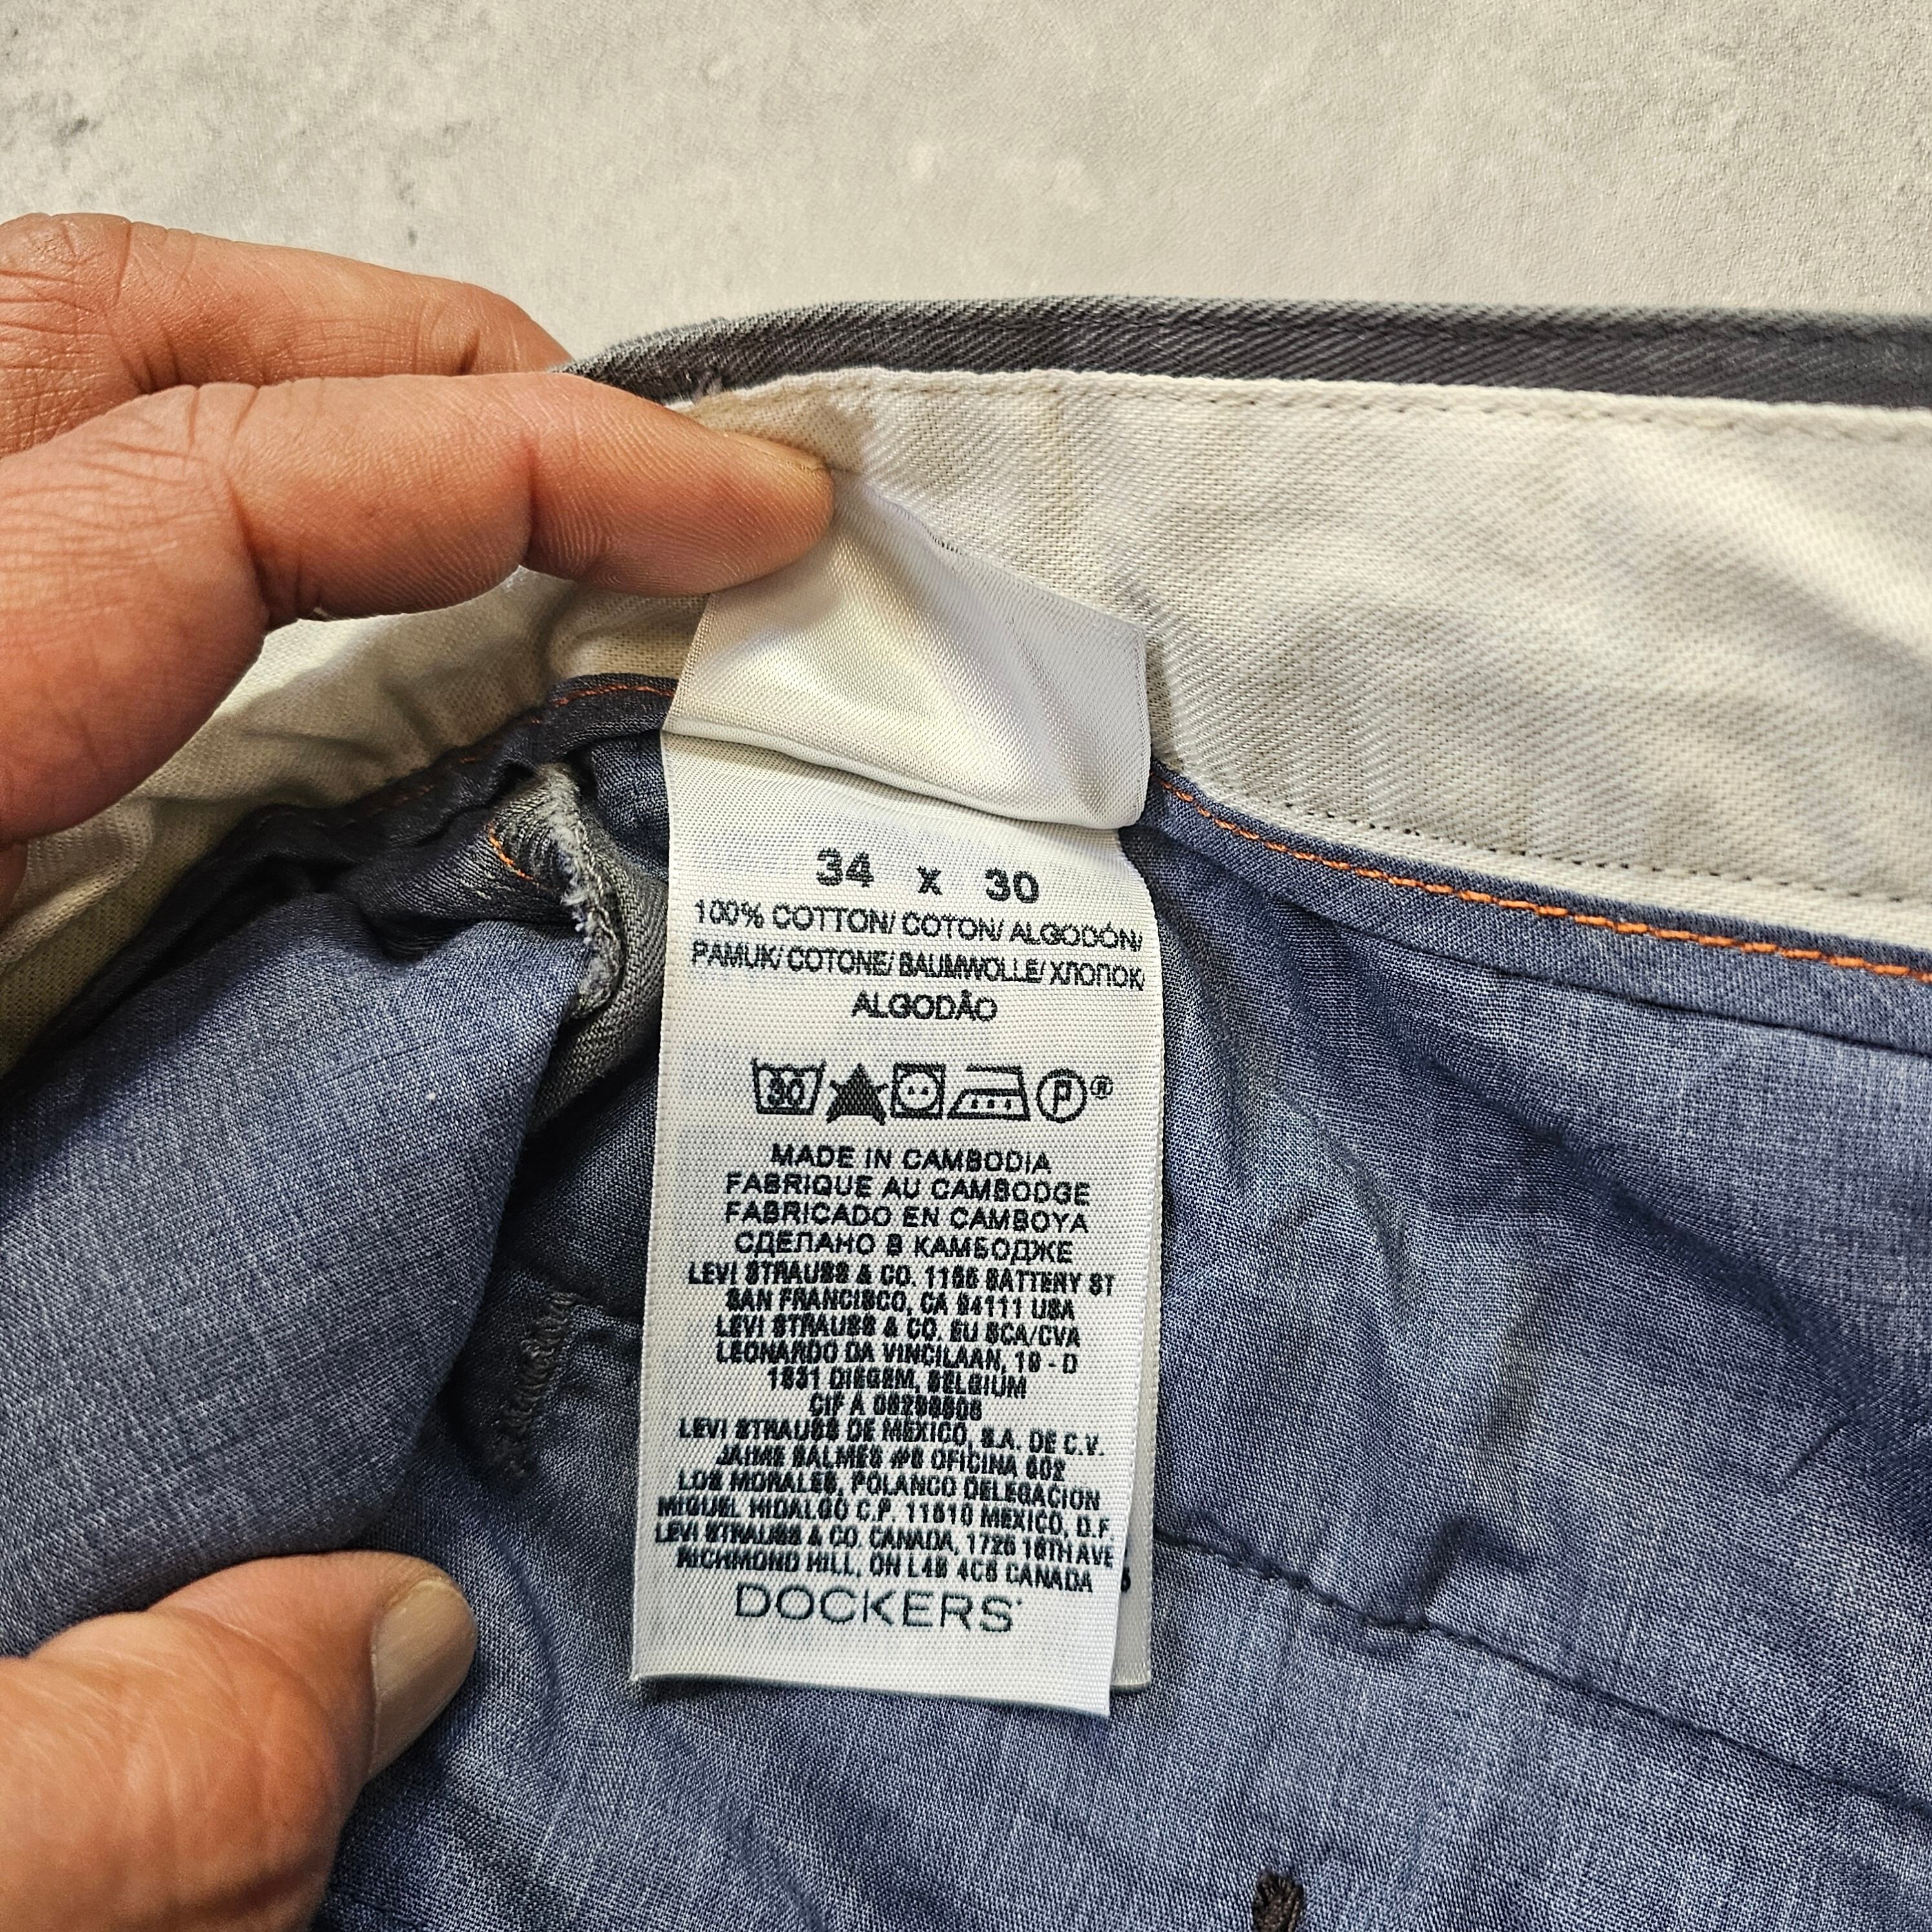 34 x 30
100% COTTON/ COTON/ ALGODÓN/
PAMUK/ COTONE/ BAUMWOLLE/ ХЛОПОК/
ALGODÃO
30
P®
MADE IN CAMBODIA
FABRIQUE AU CAMBODGE
FABRICADO EN CAMBOYA
СДЕЛАНО В КАМБОДЖЕ
LEVI STRAUSS & CO. 1155 BATTERY ST
SAN FRANCISCO, CA 94111 USA
LEVI STRAUSS & CO. EU SCA/CVA
LEONARDO DA VINCILAAN, 19 - D
1831 DIEGEM, BELGIUM
CIF A
LEVI STRAUSS DE MEXICO, S.A. DE C.V.
JAIME BALMES #8 OFICINA 602
LOS MORALES, POLANCO DELEGACION
MIGUEL HIDALGO C.P. 11510 MEXICO, D.F
LEVI STRAUSS & CO. CANADA, 1725 16TH AVE
RICHMOND HILL, ON L4B 4C6 CANADA
DOCKERS